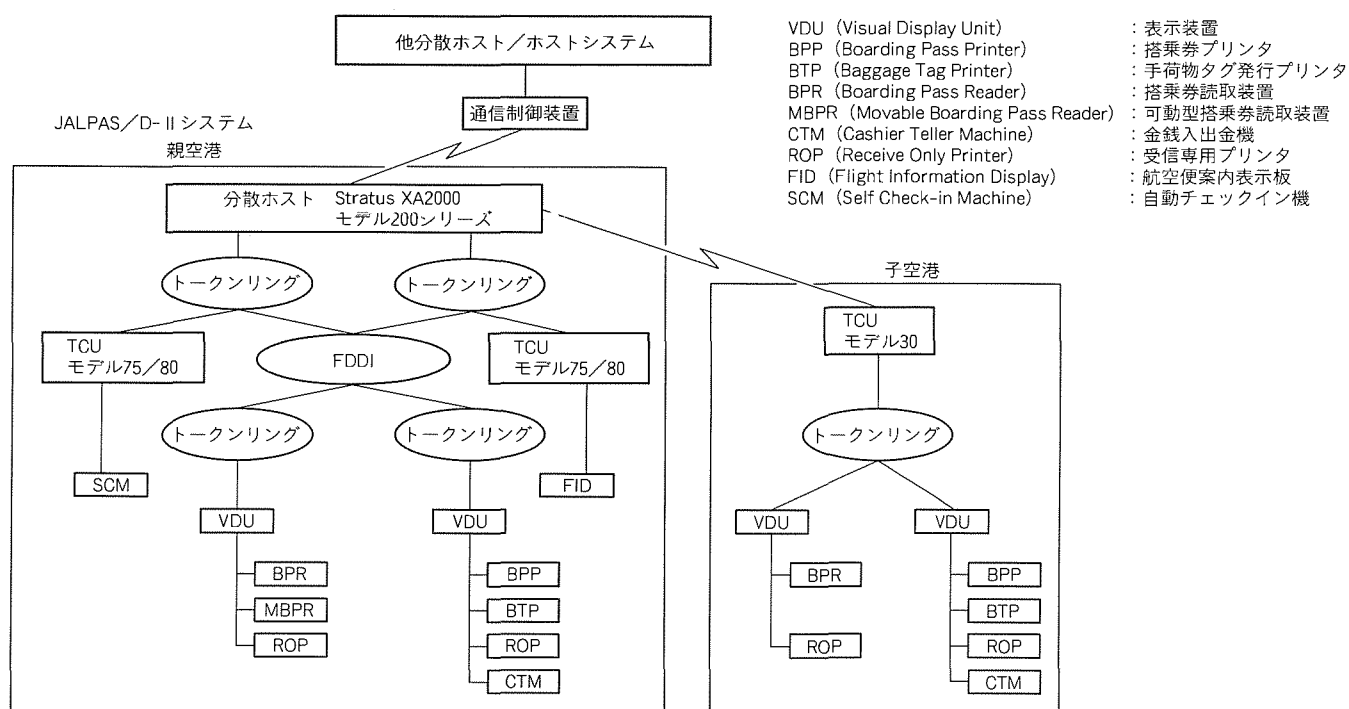 他分散ホスト／ホストシステム
通信制御装置
VDU (Visual Display Unit) ：表示装置
BPP (Boarding Pass Printer) ：搭乗券プリンタ
BTP (Baggage Tag Printer) ：手荷物タグ発行プリンタ
BPR (Boarding Pass Reader) ：搭乗券読取装置
MBPR (Movable Boarding Pass Reader) ：可動型搭乗券読取装置
CTM (Cashier Teller Machine) ：金銭入出金機
ROP (Receive Only Printer) ：受信専用プリンタ
FID (Flight Information Display) ：航空便案内表示板
SCM (Self Check-in Machine) ：自動チェックイン機
JALPAS／D-Ⅱシステム
親空港
分散ホスト Stratus XA2000
モデル200シリーズ
トークンリング
トークンリング
TCU
モデル75／80
FDDI
TCU
モデル75／80
トークンリング
トークンリング
SCM
FID
VDU
VDU
BPR
MBPR
ROP
BPP
BTP
ROP
CTM
子空港
TCU
モデル30
トークンリング
VDU
VDU
BPR
ROP
BPP
BTP
ROP
CTM